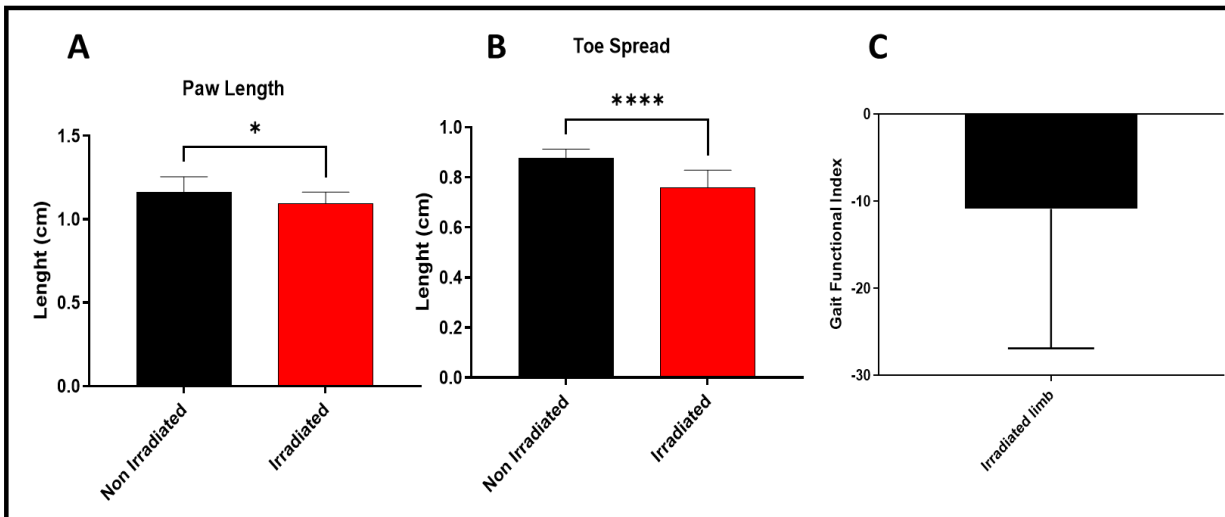 A
Paw Length
*
Lenght (cm)
1.5
1.0
0.5
0.0
Non Irradiated
Irradiated
B
Toe Spread
****
Lenght (cm)
1.0
0.8
0.6
0.4
0.2
0.0
Non Irradiated
Irradiated
C
Gait Functional Index
0
-10
-20
-30
Irradiated limb